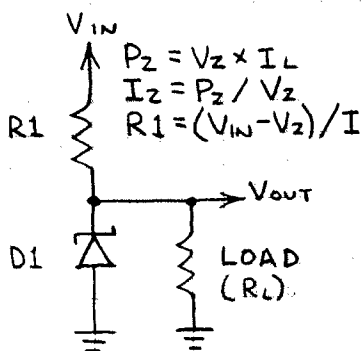 VIN
PZ = VZ x IL
IZ = PZ / VZ
R1 = (VIN-VZ)/I
R1
VOUT
D1
LOAD
(RL)